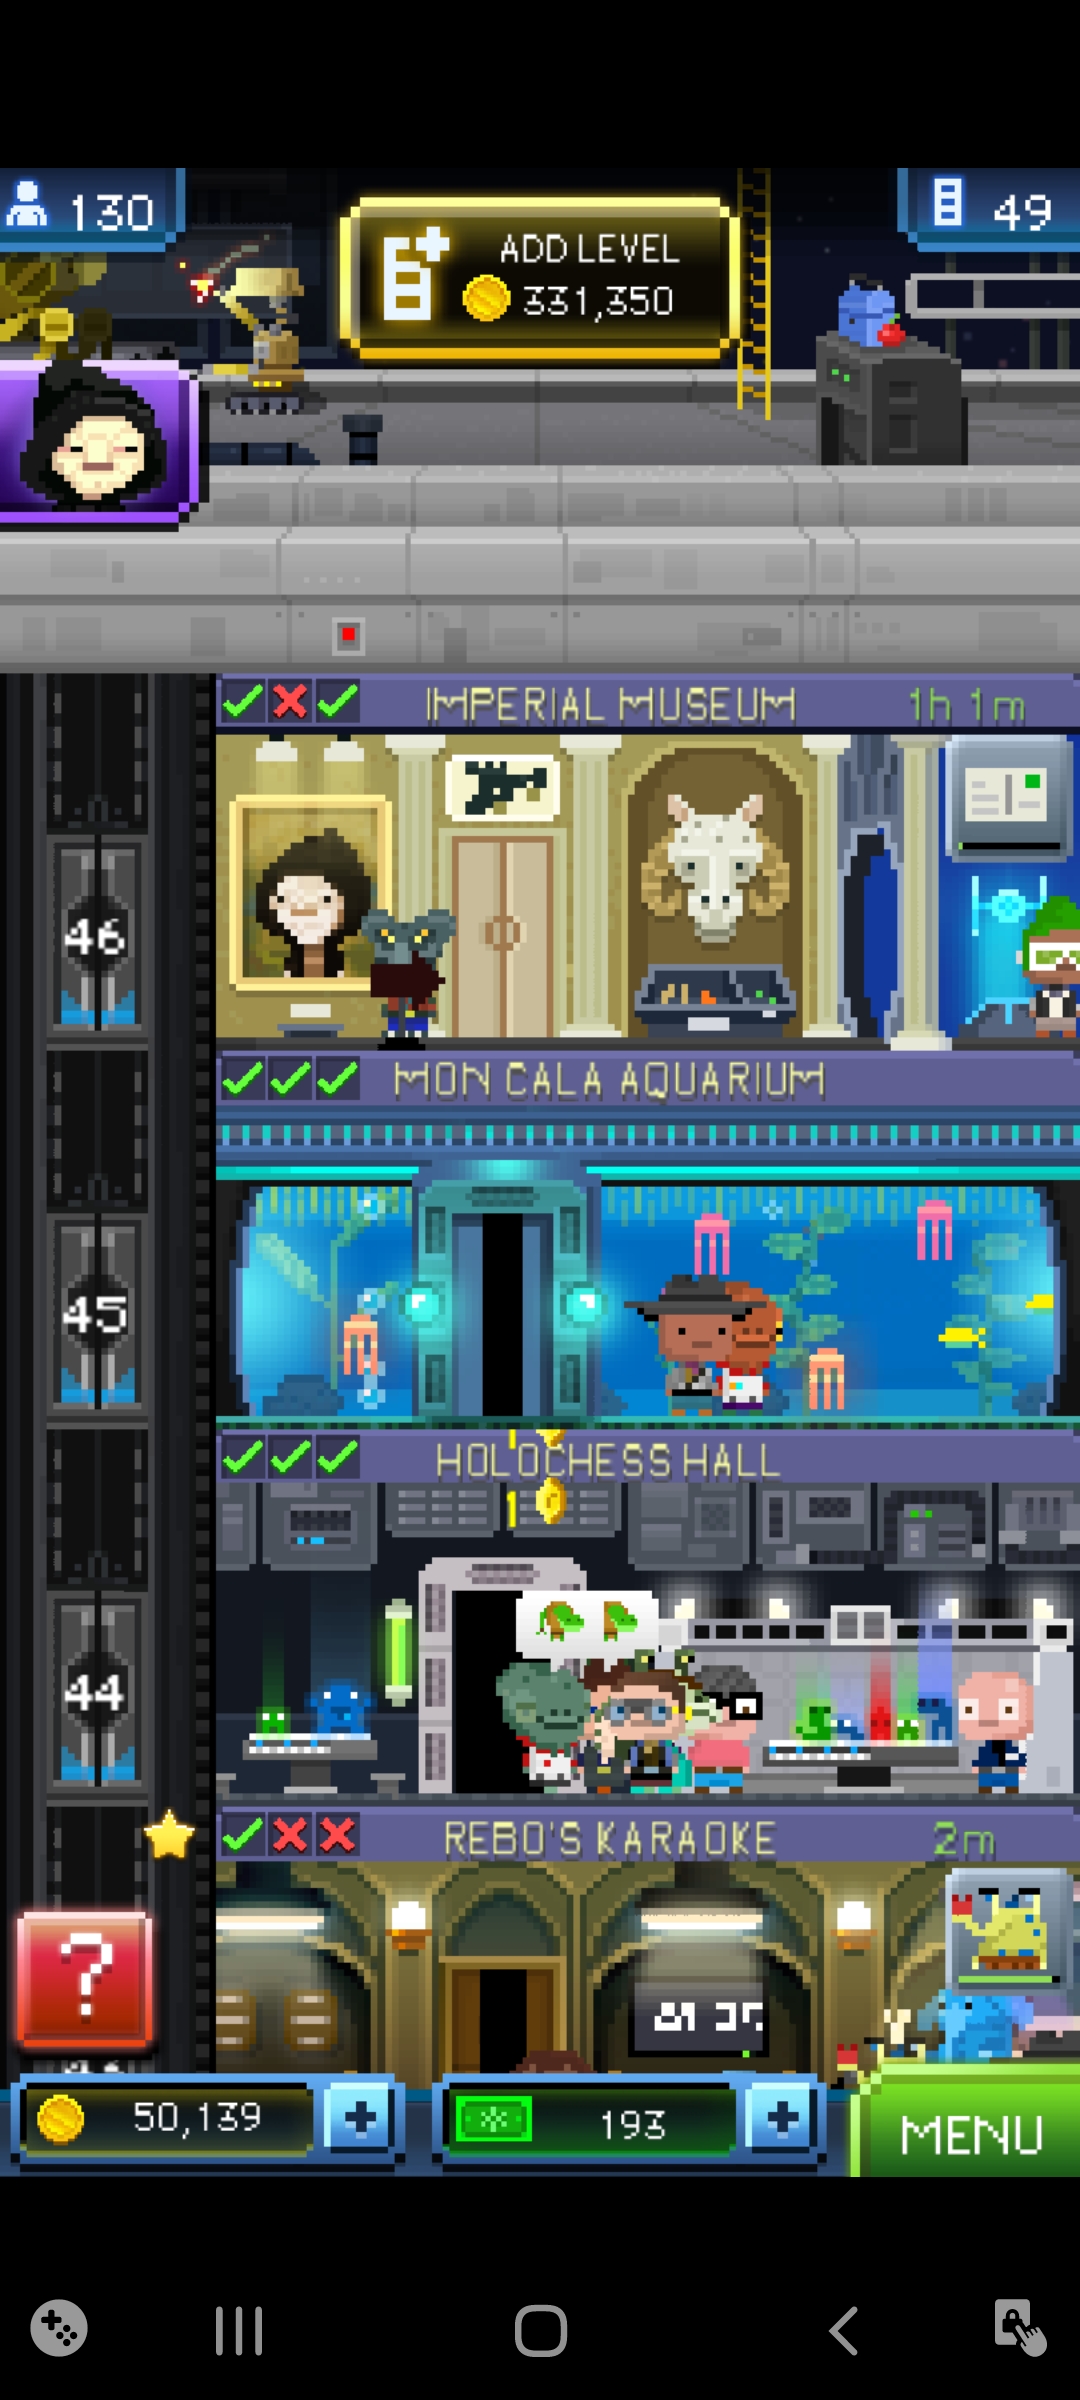 130
49
ADD LEVEL
331,350
IMPERIAL MUSEUM 1h 1m
46
MON CALA AQUARIUM
45
HOLOCHESS HALL
1
44
REBO'S KARAOKE 2m
?
50,139 +
193 +
MENU